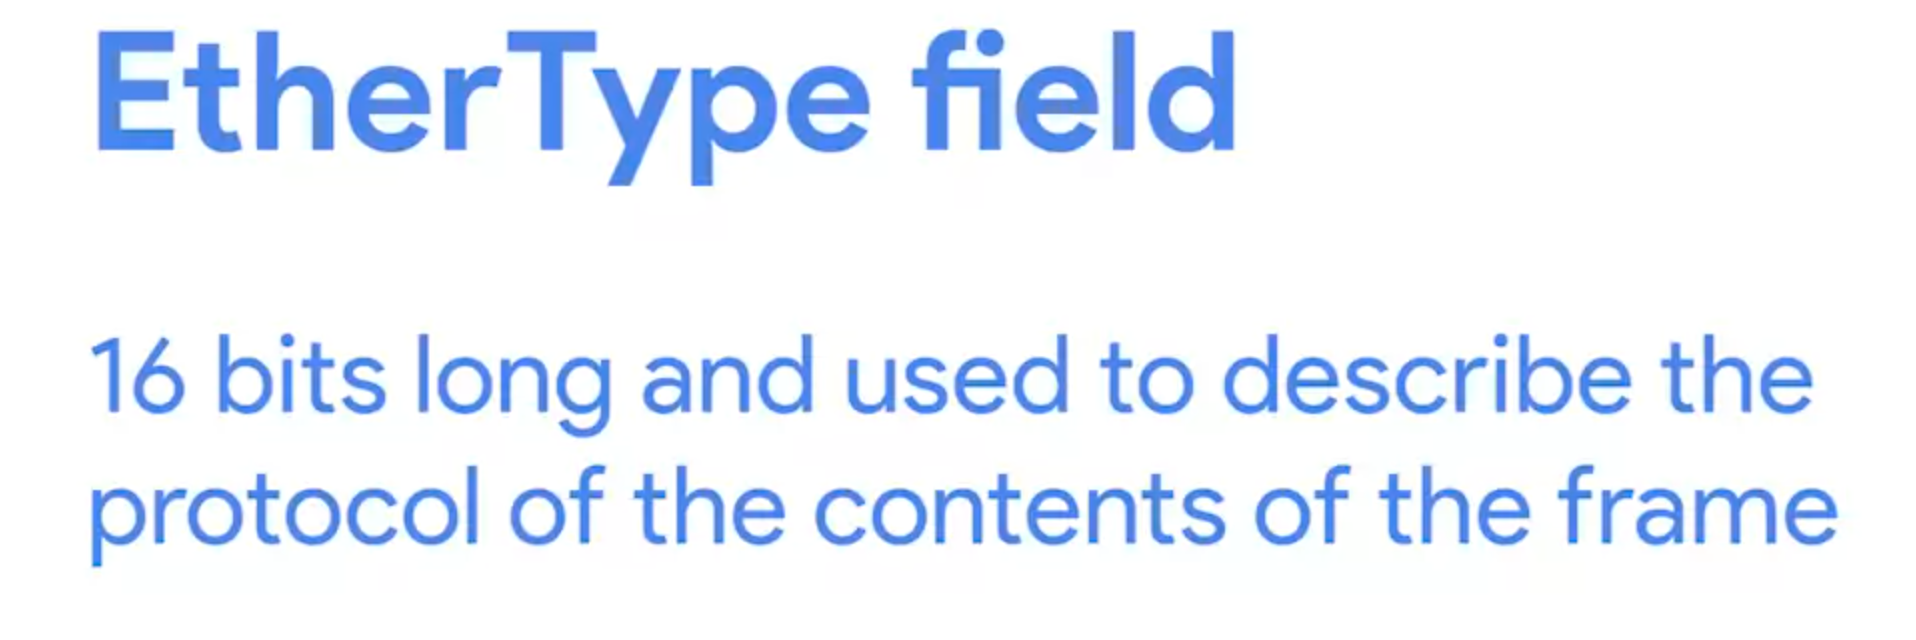 EtherType field
16 bits long and used to describe the
protocol of the contents of the frame